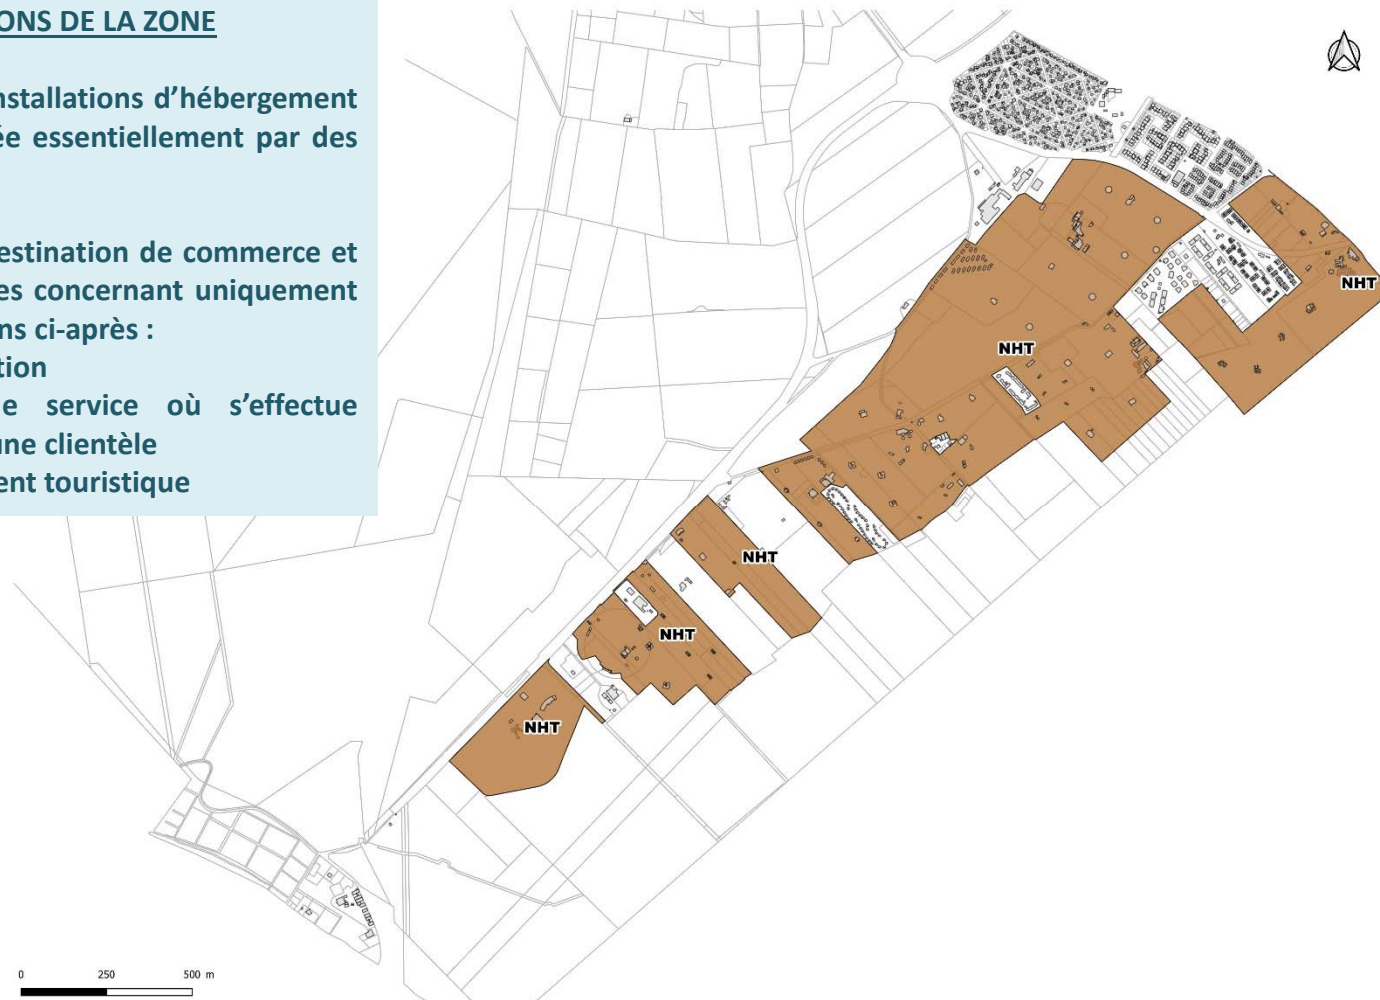 ONS DE LA ZONE
nstallations d’hébergement
ée essentiellement par des
estination de commerce et
es concernant uniquement
ns ci-après :
tion
e service où s’effectue
une clientèle
ent touristique
NHT
NHT
NHT
NHT
NHT
0 250 500 m